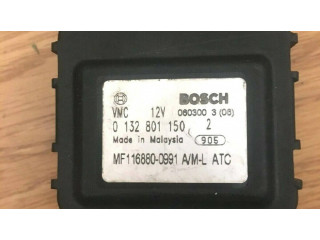 BOSCH
VMC 12V 080300 3 (08)
0 132 801 150 2
Made in Malaysia 905
MF116880-0991 A/M-L ATC